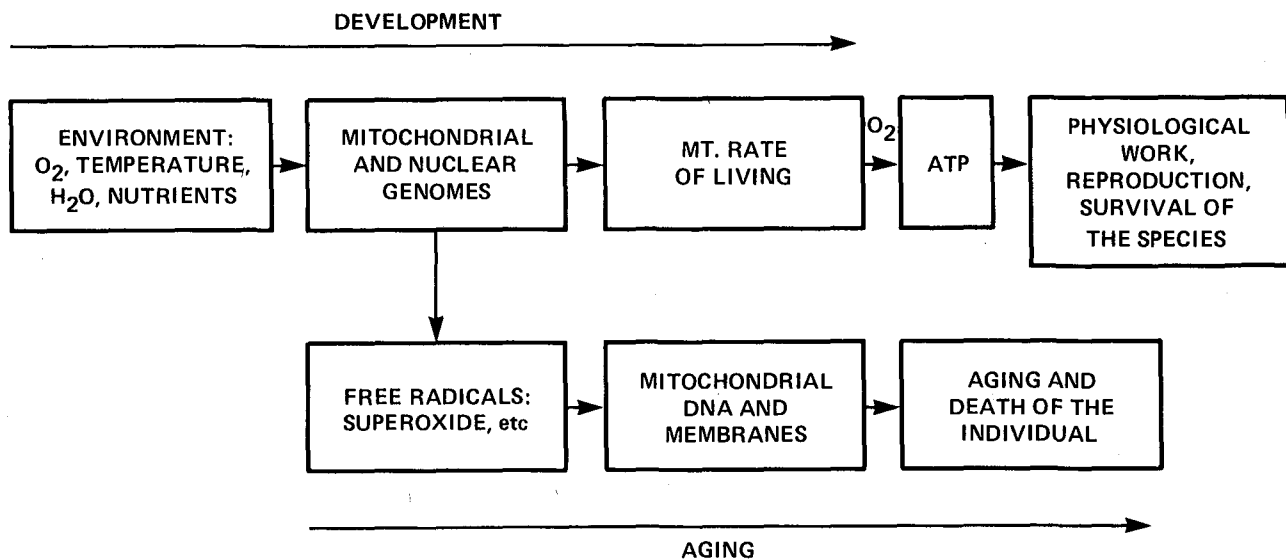 DEVELOPMENT
ENVIRONMENT:
O₂, TEMPERATURE,
H₂O, NUTRIENTS
MITOCHONDRIAL
AND NUCLEAR
GENOMES
MT. RATE
OF LIVING
O₂
ATP
PHYSIOLOGICAL
WORK,
REPRODUCTION,
SURVIVAL OF
THE SPECIES
FREE RADICALS:
SUPEROXIDE, etc
MITOCHONDRIAL
DNA AND
MEMBRANES
AGING AND
DEATH OF THE
INDIVIDUAL
AGING